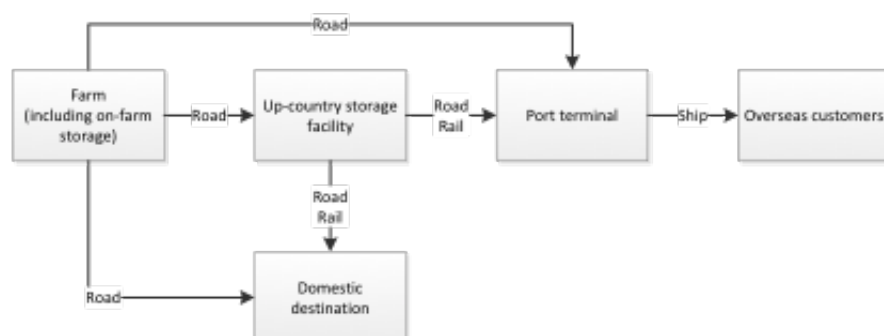 Road
Farm
(including on-farm
storage)
Road
Up-country storage
facility
Road
Rail
Port terminal
Ship
Overseas customers
Road
Rail
Road
Domestic
destination